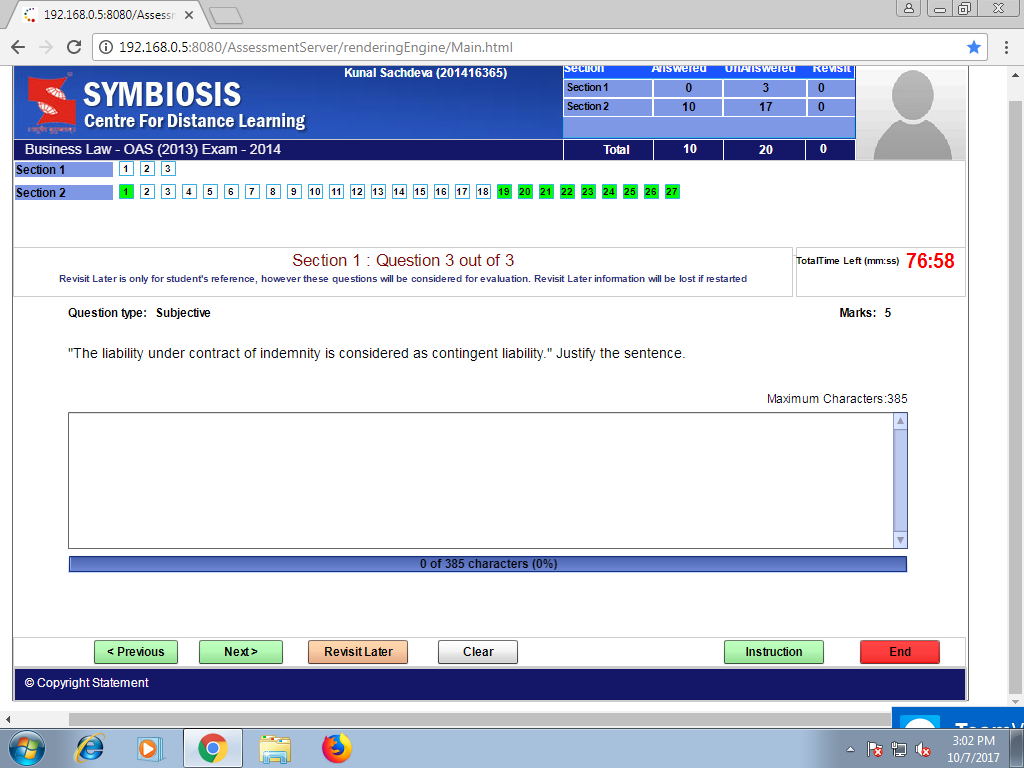 192.168.0.5:8080/Assessm
192.168.0.5:8080/AssessmentServer/renderingEngine/Main.html
Kunal Sachdeva (201416365)
SYMBIOSIS
Centre For Distance Learning
Section Answered UnAnswered Revisit
Section 1 0 3 0
Section 2 10 17 0
Business Law - OAS (2013) Exam - 2014
Total 10 20 0
Section 1 1 2 3
Section 2 1 2 3 4 5 6 7 8 9 10 11 12 13 14 15 16 17 18 19 20 21 22 23 24 25 26 27
Section 1 : Question 3 out of 3
Revisit Later is only for student's reference, however these questions will be considered for evaluation. Revisit Later information will be lost if restarted
TotalTime Left (mm:ss) 76:58
Question type: Subjective Marks: 5
"The liability under contract of indemnity is considered as contingent liability." Justify the sentence.
Maximum Characters:385
0 of 385 characters (0%)
< Previous Next > Revisit Later Clear Instruction End
© Copyright Statement
3:02 PM
10/7/2017